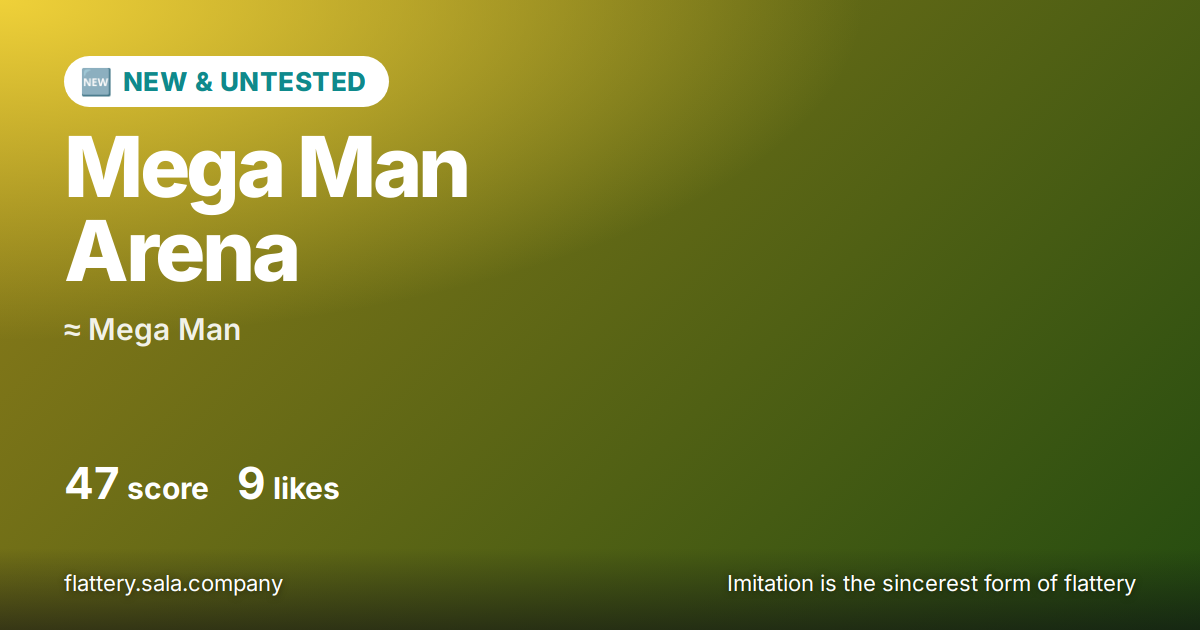 🆕 NEW & UNTESTED
Mega Man
Arena
≈ Mega Man
47 score 9 likes
flattery.sala.company
Imitation is the sincerest form of flattery